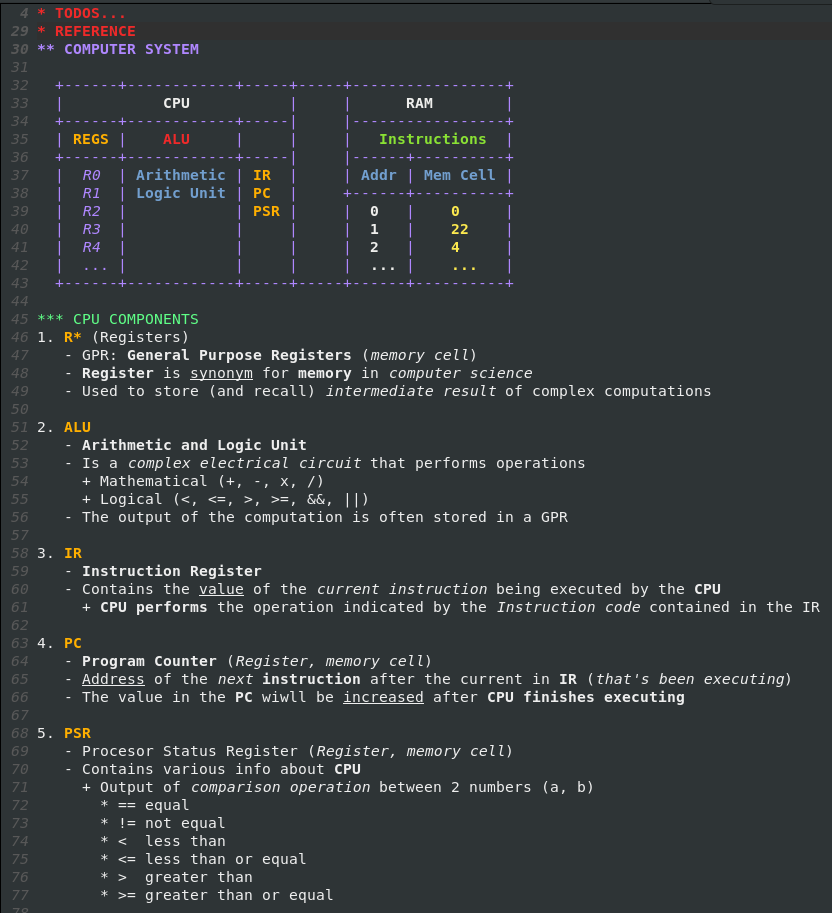 4 * TODOS...
29 * REFERENCE
30 ** COMPUTER SYSTEM
31
32   +------+------------+-----+-----+-----------------+
33   |           CPU           |     |      RAM        |
34   +------+------------+-----|     |-----------------+
35   | REGS |    ALU     |     |     |   Instructions  |
36   +------+------------+-----|     |------+----------+
37   |  R0  | Arithmetic | IR  |     | Addr | Mem Cell |
38   |  R1  | Logic Unit | PC  |     +------+----------+
39   |  R2  |            | PSR |     |  0   |    0     |
40   |  R3  |            |     |     |  1   |    22    |
41   |  R4  |            |     |     |  2   |    4     |
42   |  ... |            |     |     |  ... |    ...   |
43   +------+------------+-----+-----+------+----------+
44
45 *** CPU COMPONENTS
46 1. R* (Registers)
47    - GPR: General Purpose Registers (memory cell)
48    - Register is synonym for memory in computer science
49    - Used to store (and recall) intermediate result of complex computations
50
51 2. ALU
52    - Arithmetic and Logic Unit
53    - Is a complex electrical circuit that performs operations
54      + Mathematical (+, -, x, /)
55      + Logical (<, <=, >, >=, &&, ||)
56    - The output of the computation is often stored in a GPR
57
58 3. IR
59    - Instruction Register
60    - Contains the value of the current instruction being executed by the CPU
61      + CPU performs the operation indicated by the Instruction code contained in the IR
62
63 4. PC
64    - Program Counter (Register, memory cell)
65    - Address of the next instruction after the current in IR (that's been executing)
66    - The value in the PC wiwll be increased after CPU finishes executing
67
68 5. PSR
69    - Procesor Status Register (Register, memory cell)
70    - Contains various info about CPU
71      + Output of comparison operation between 2 numbers (a, b)
72        * == equal
73        * != not equal
74        * <  less than
75        * <= less than or equal
76        * >  greater than
77        * >= greater than or equal
78